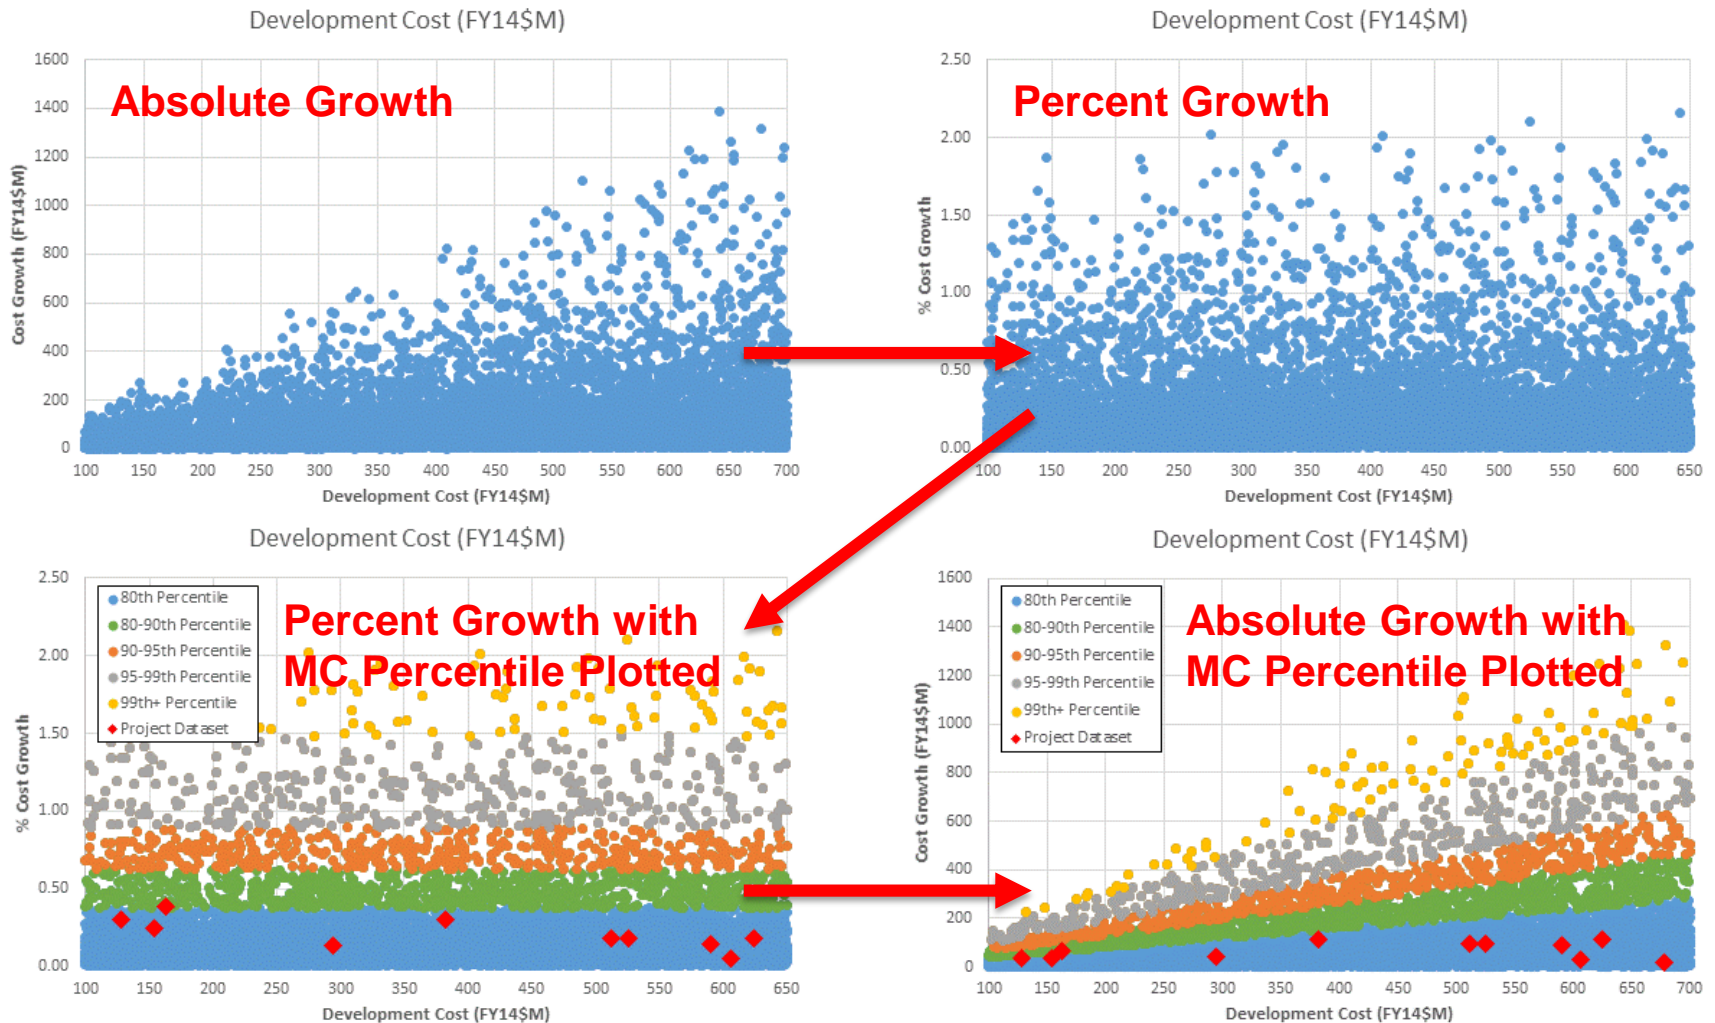 Development Cost (FY14$M)
Absolute Growth
Cost Growth (FY14$M)
1600
1400
1200
1000
800
600
400
200
0
100 150 200 250 300 350 400 450 500 550 600 650 700
Development Cost (FY14$M)
Development Cost (FY14$M)
Percent Growth
% Cost Growth
2.50
2.00
1.50
1.00
0.50
0.00
100 150 200 250 300 350 400 450 500 550 600 650
Development Cost (FY14$M)
Development Cost (FY14$M)
Percent Growth with
MC Percentile Plotted
80th Percentile
80-90th Percentile
90-95th Percentile
95-99th Percentile
99th+ Percentile
Project Dataset
% Cost Growth
2.50
2.00
1.50
1.00
0.50
0.00
100 150 200 250 300 350 400 450 500 550 600 650
Development Cost (FY14$M)
Development Cost (FY14$M)
Absolute Growth with
MC Percentile Plotted
80th Percentile
80-90th Percentile
90-95th Percentile
95-99th Percentile
99th+ Percentile
Project Dataset
Cost Growth (FY14$M)
1600
1400
1200
1000
800
600
400
200
0
100 150 200 250 300 350 400 450 500 550 600 650 700
Development Cost (FY14$M)